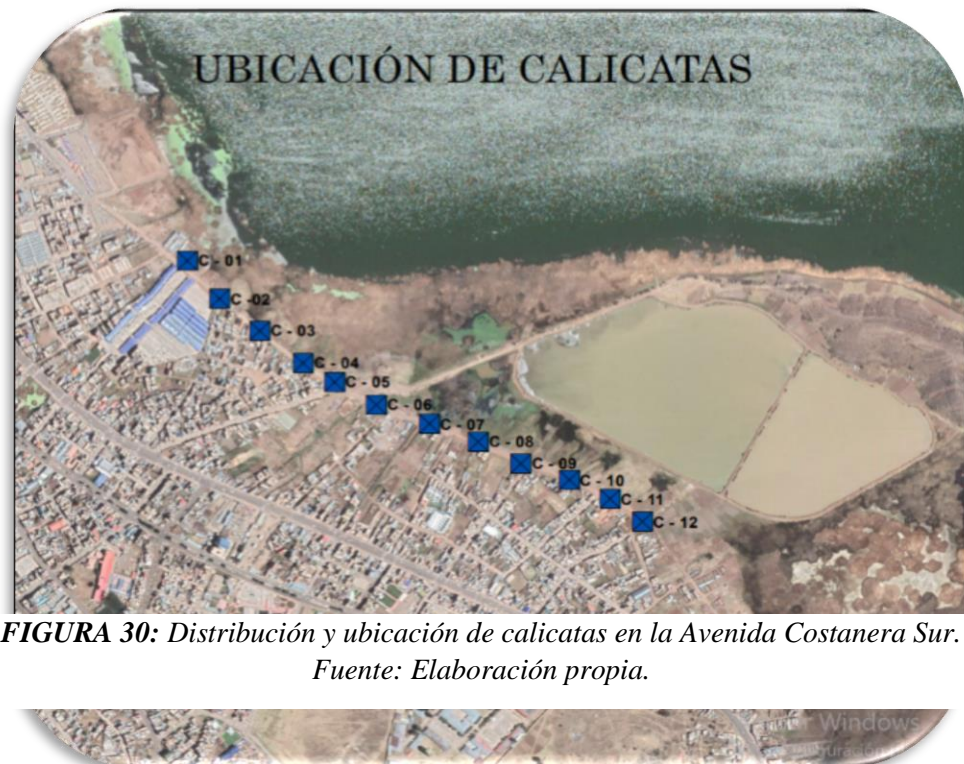 UBICACIÓN DE CALICATAS
C - 01
C -02
C - 03
C - 04
C - 05
C - 06
C - 07
C - 08
C - 09
C - 10
C - 11
C - 12
FIGURA 30: Distribución y ubicación de calicatas en la Avenida Costanera Sur.
Fuente: Elaboración propia.
Windows